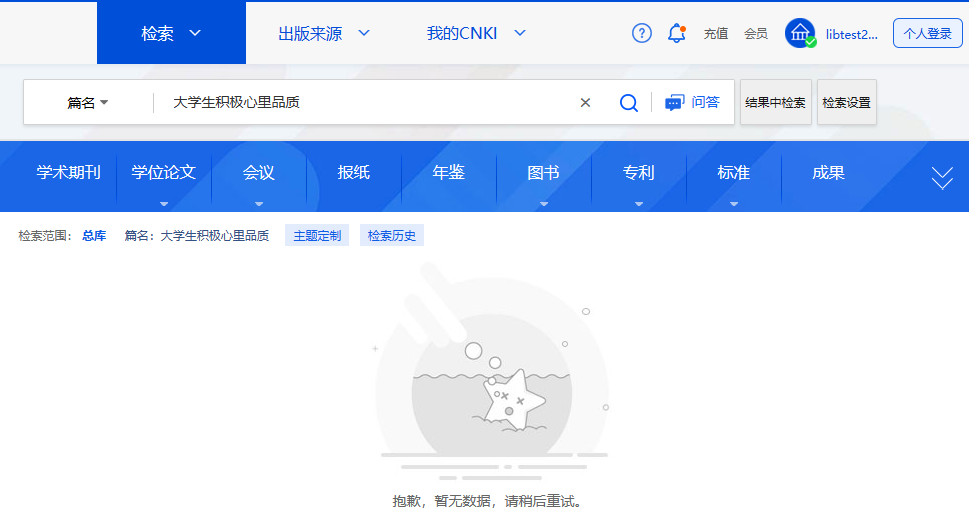 检索 出版来源 我的CNKI 充值 会员 libtest2... 个人登录
篇名 大学生积极心里品质 × 问答 结果中检索 检索设置
学术期刊 学位论文 会议 报纸 年鉴 图书 专利 标准 成果
检索范围：总库 篇名：大学生积极心里品质 主题定制 检索历史
抱歉，暂无数据，请稍后重试。